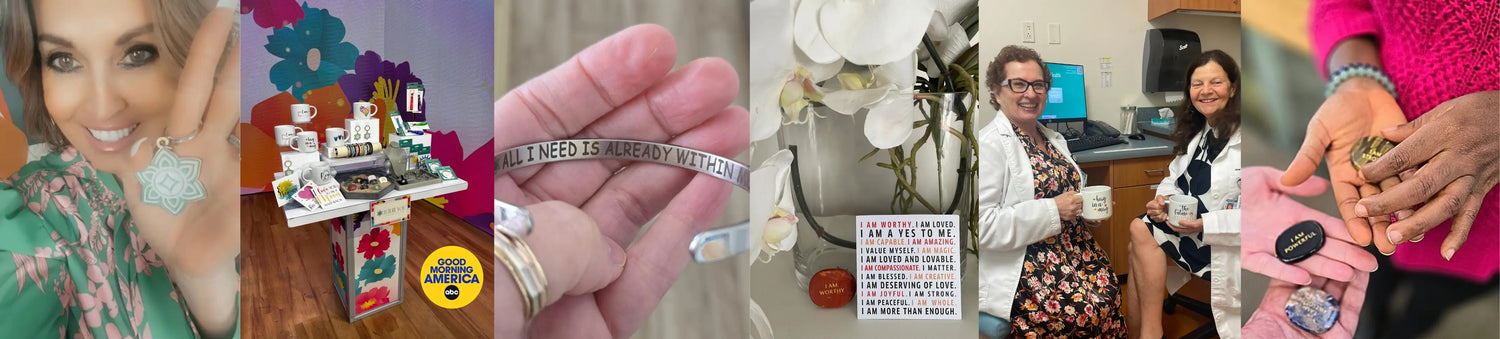 GOOD
MORNING
AMERICA
abc
ALL I NEED IS ALREADY WITHIN
I AM
WORTHY
I AM WORTHY. I AM LOVED.
I AM A YES TO ME.
I AM CAPABLE. I AM AMAZING.
I VALUE MYSELF. I AM MAGIC.
I AM LOVED AND LOVABLE.
I AM COMPASSIONATE. I MATTER.
I AM BLESSED. I AM CREATIVE.
I AM DESERVING OF LOVE.
I AM JOYFUL. I AM STRONG.
I AM PEACEFUL. I AM WHOLE.
I AM MORE THAN ENOUGH.
I AM
POWERFUL